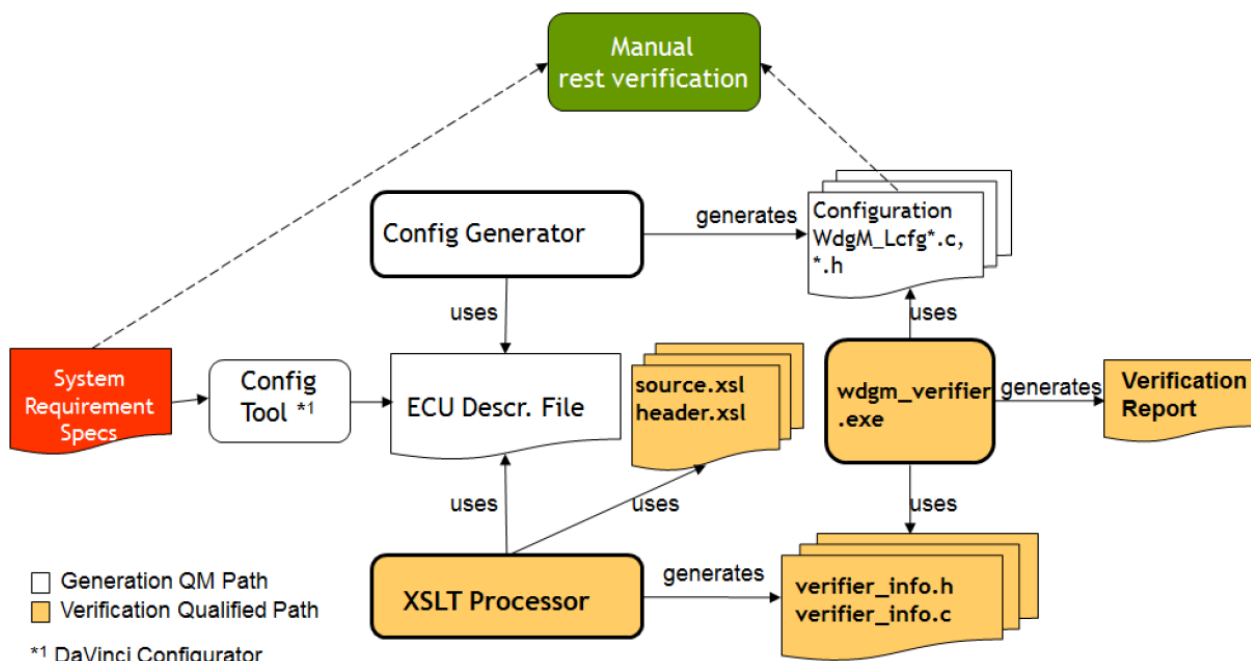 Manual
rest verification
Config Generator
generates
Configuration
WdgM_Lcfg*.c,
*.h
uses
uses
System
Requirement
Specs
Config
Tool *1
ECU Descr. File
source.xsl
header.xsl
wdgm_verifier
.exe
generates
Verification
Report
uses
uses
uses
XSLT Processor
generates
verifier_info.h
verifier_info.c
Generation QM Path
Verification Qualified Path
*1 DaVinci Configurator